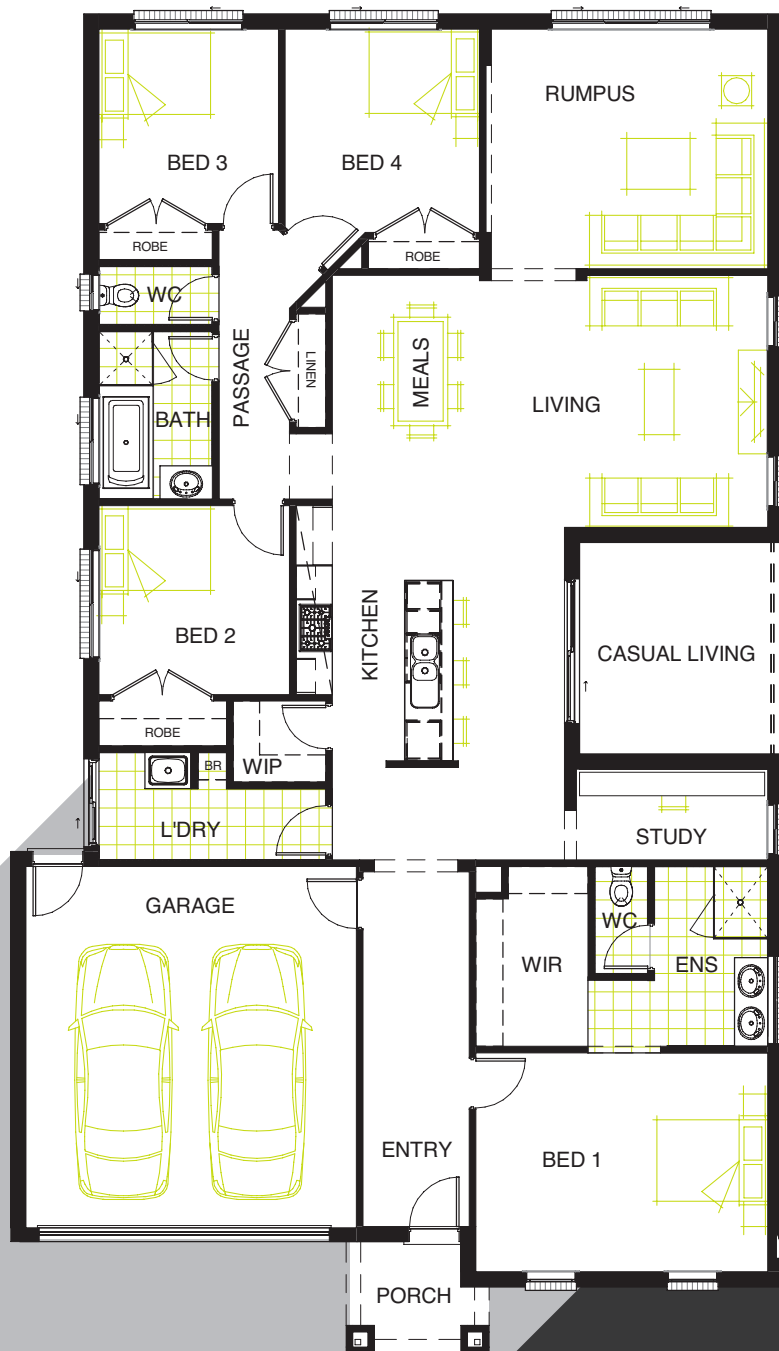 RUMPUS
BED 3
BED 4
ROBE
ROBE
WC
PASSAGE
LINEN
MEALS
LIVING
BATH
BED 2
KITCHEN
CASUAL LIVING
ROBE
WIP
BR
L'DRY
STUDY
GARAGE
WC
WIR
ENS
ENTRY
BED 1
PORCH